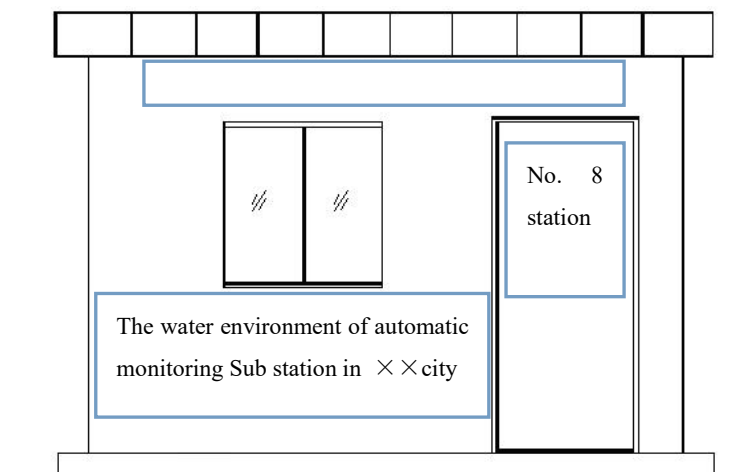 No. 8
station
The water environment of automatic
monitoring Sub station in ××city